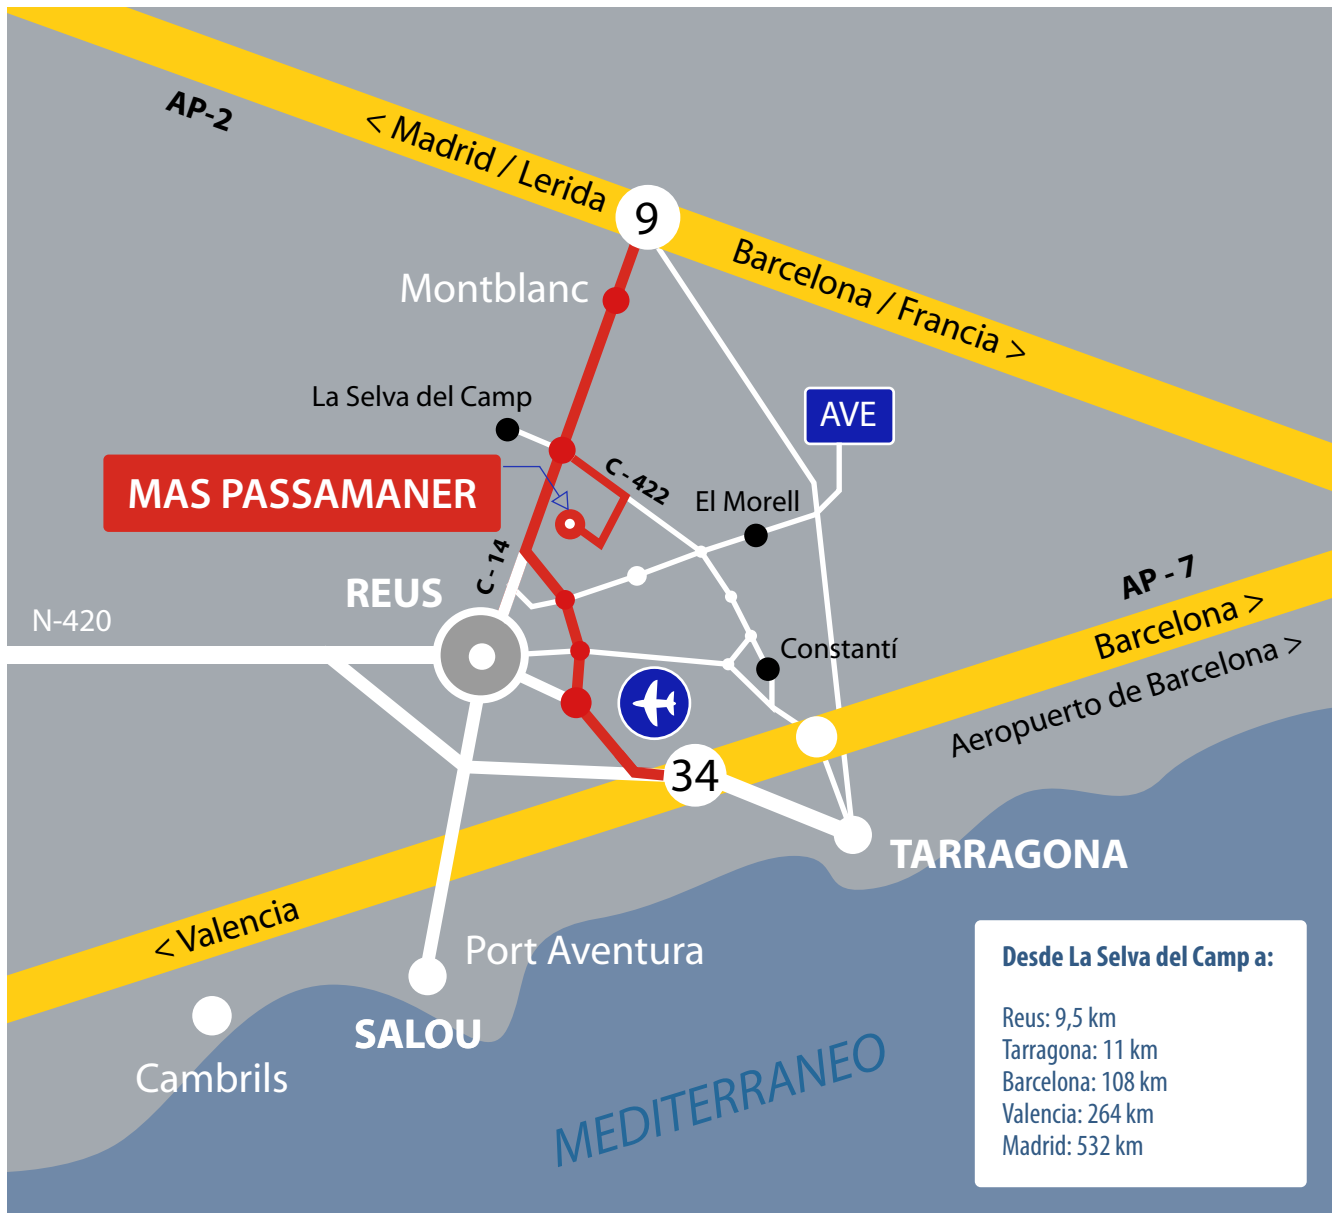 AP-2
< Madrid / Lerida
9
Barcelona / Francia >
Montblanc
La Selva del Camp
AVE
MAS PASSAMANER
C - 422
El Morell
C - 14
REUS
N-420
AP - 7
Barcelona >
Constantí
Aeropuerto de Barcelona >
34
TARRAGONA
< Valencia
Port Aventura
SALOU
Cambrils
MEDITERRANEO
Desde La Selva del Camp a:
Reus: 9,5 km
Tarragona: 11 km
Barcelona: 108 km
Valencia: 264 km
Madrid: 532 km